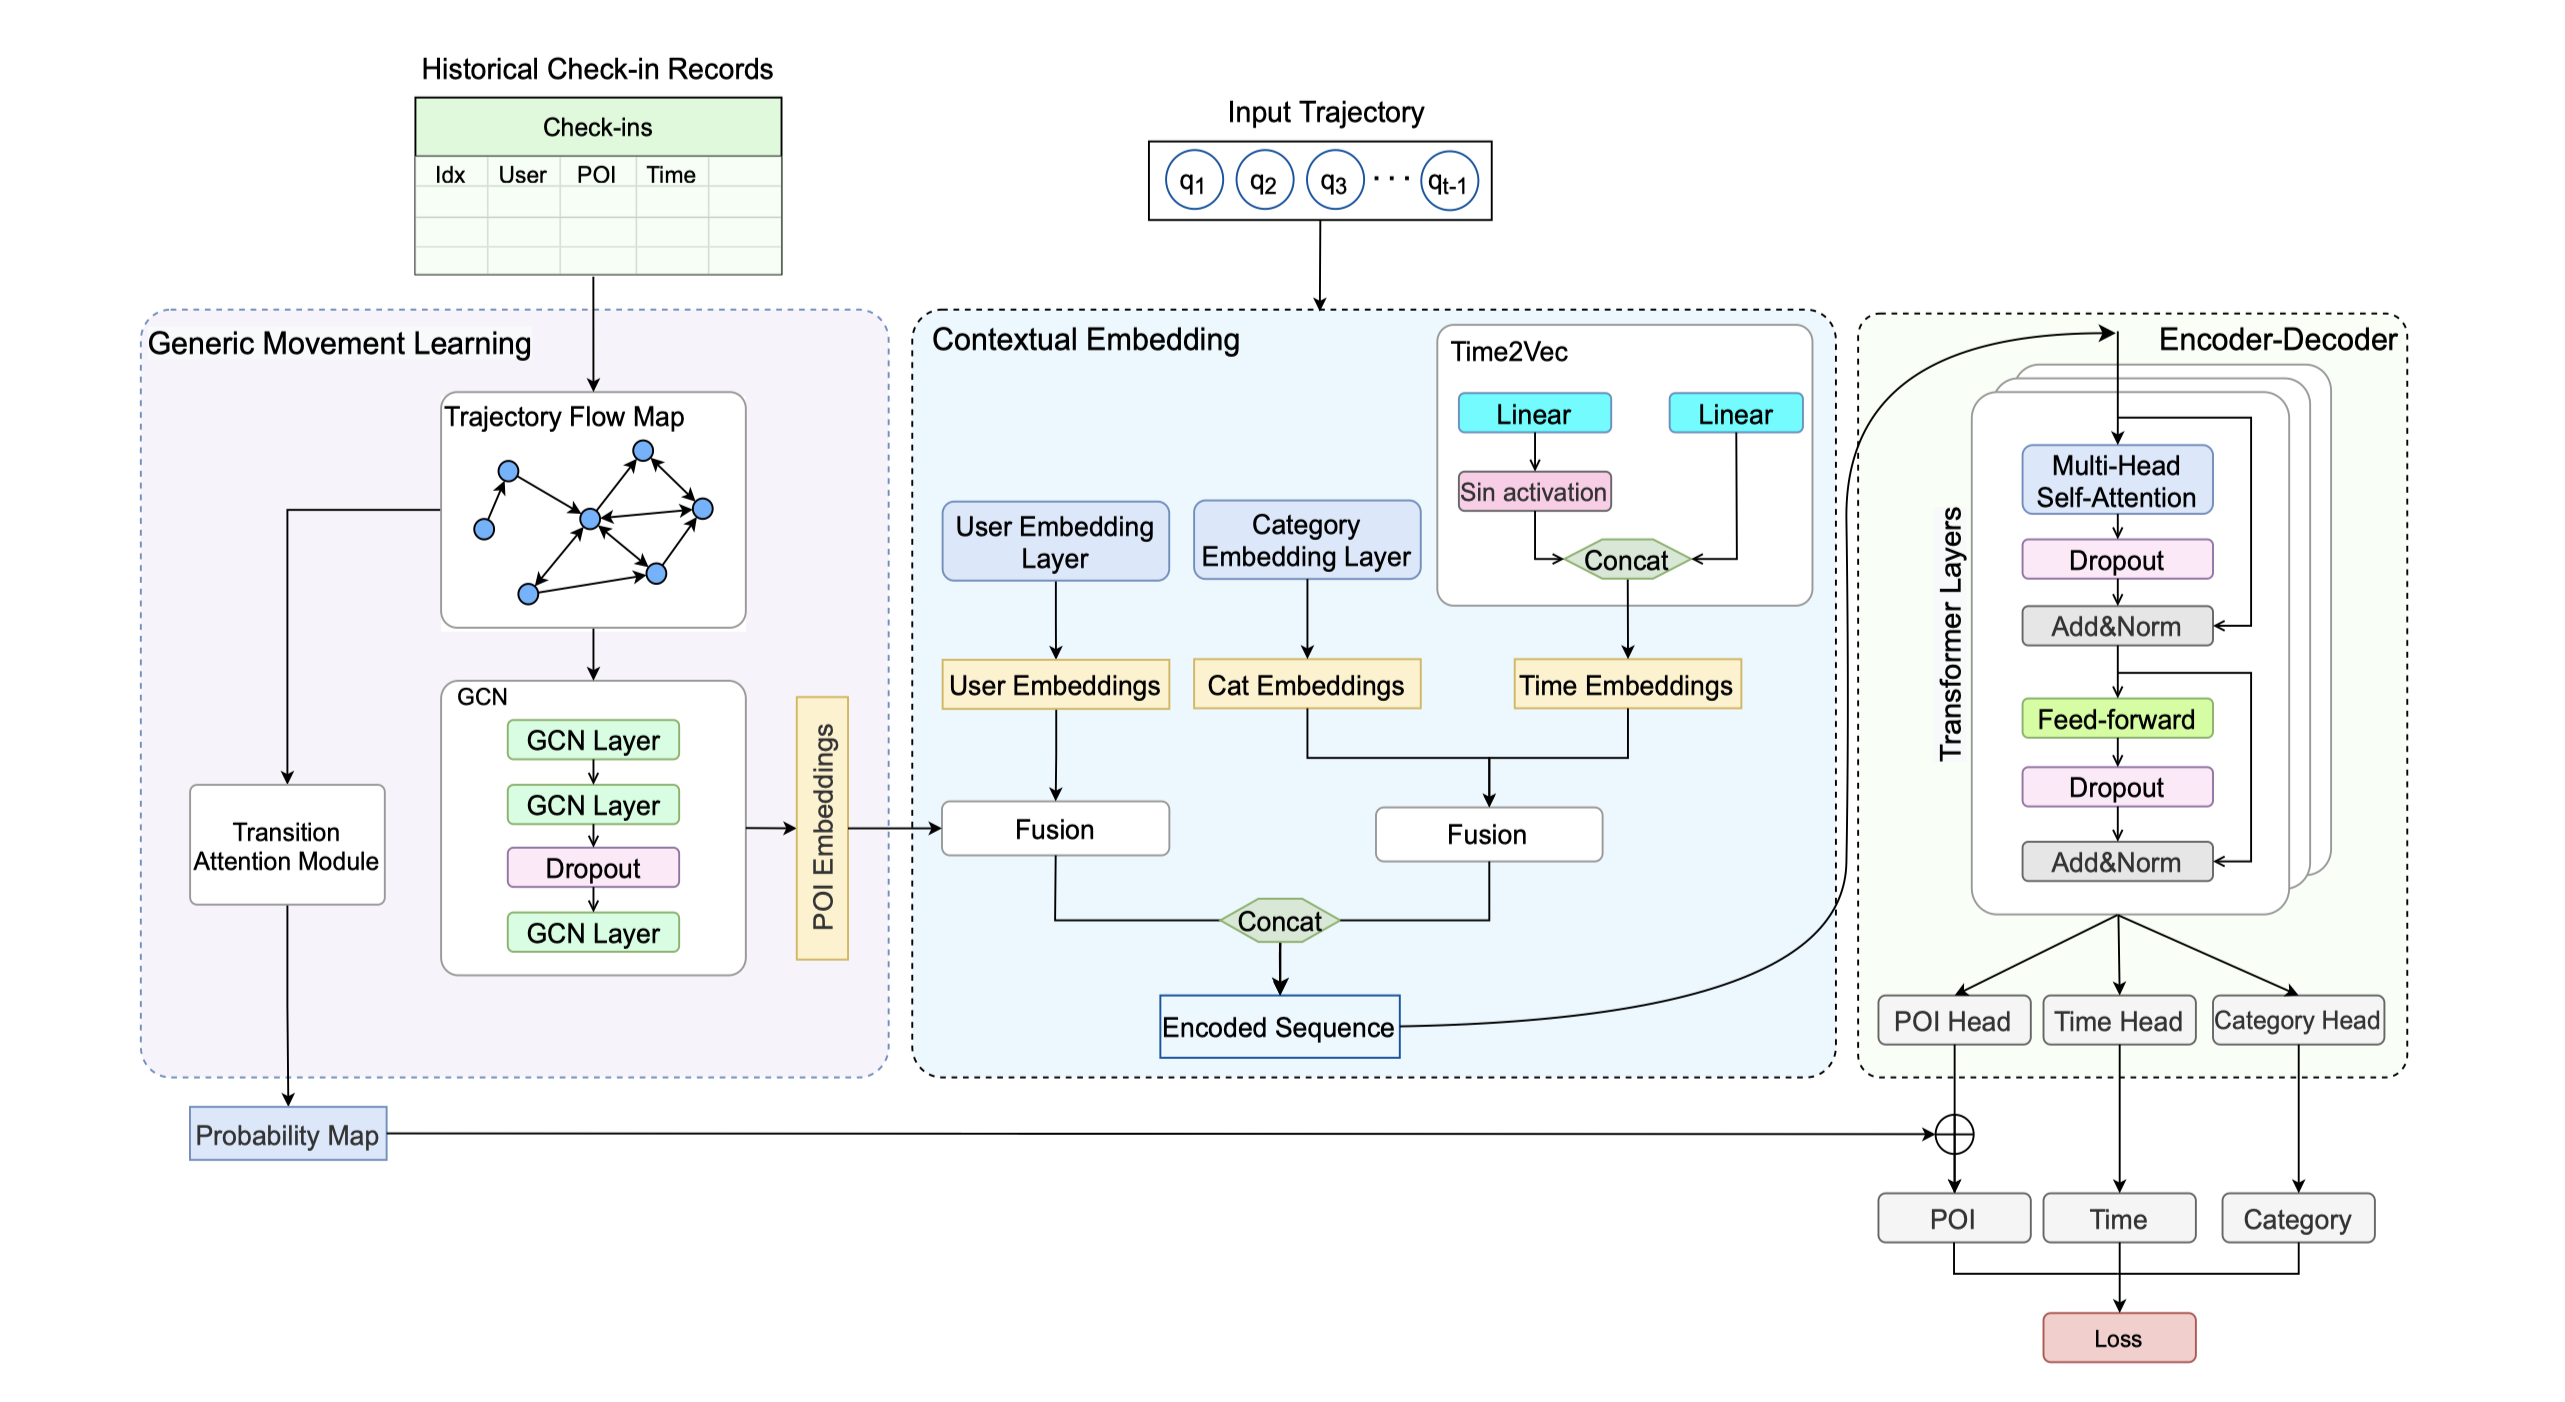 Historical Check-in Records
Check-ins
Idx User POI Time
Input Trajectory
q1 q2 q3 ··· qt-1
Generic Movement Learning
Trajectory Flow Map
GCN
GCN Layer
GCN Layer
Dropout
GCN Layer
Transition
Attention Module
POI Embeddings
Probability Map
Contextual Embedding
Time2Vec
Linear Linear
Sin activation
Concat
User Embedding
Layer
Category
Embedding Layer
User Embeddings
Cat Embeddings
Time Embeddings
Fusion
Fusion
Concat
Encoded Sequence
Encoder-Decoder
Transformer Layers
Multi-Head
Self-Attention
Dropout
Add&Norm
Feed-forward
Dropout
Add&Norm
POI Head
Time Head
Category Head
POI
Time
Category
Loss